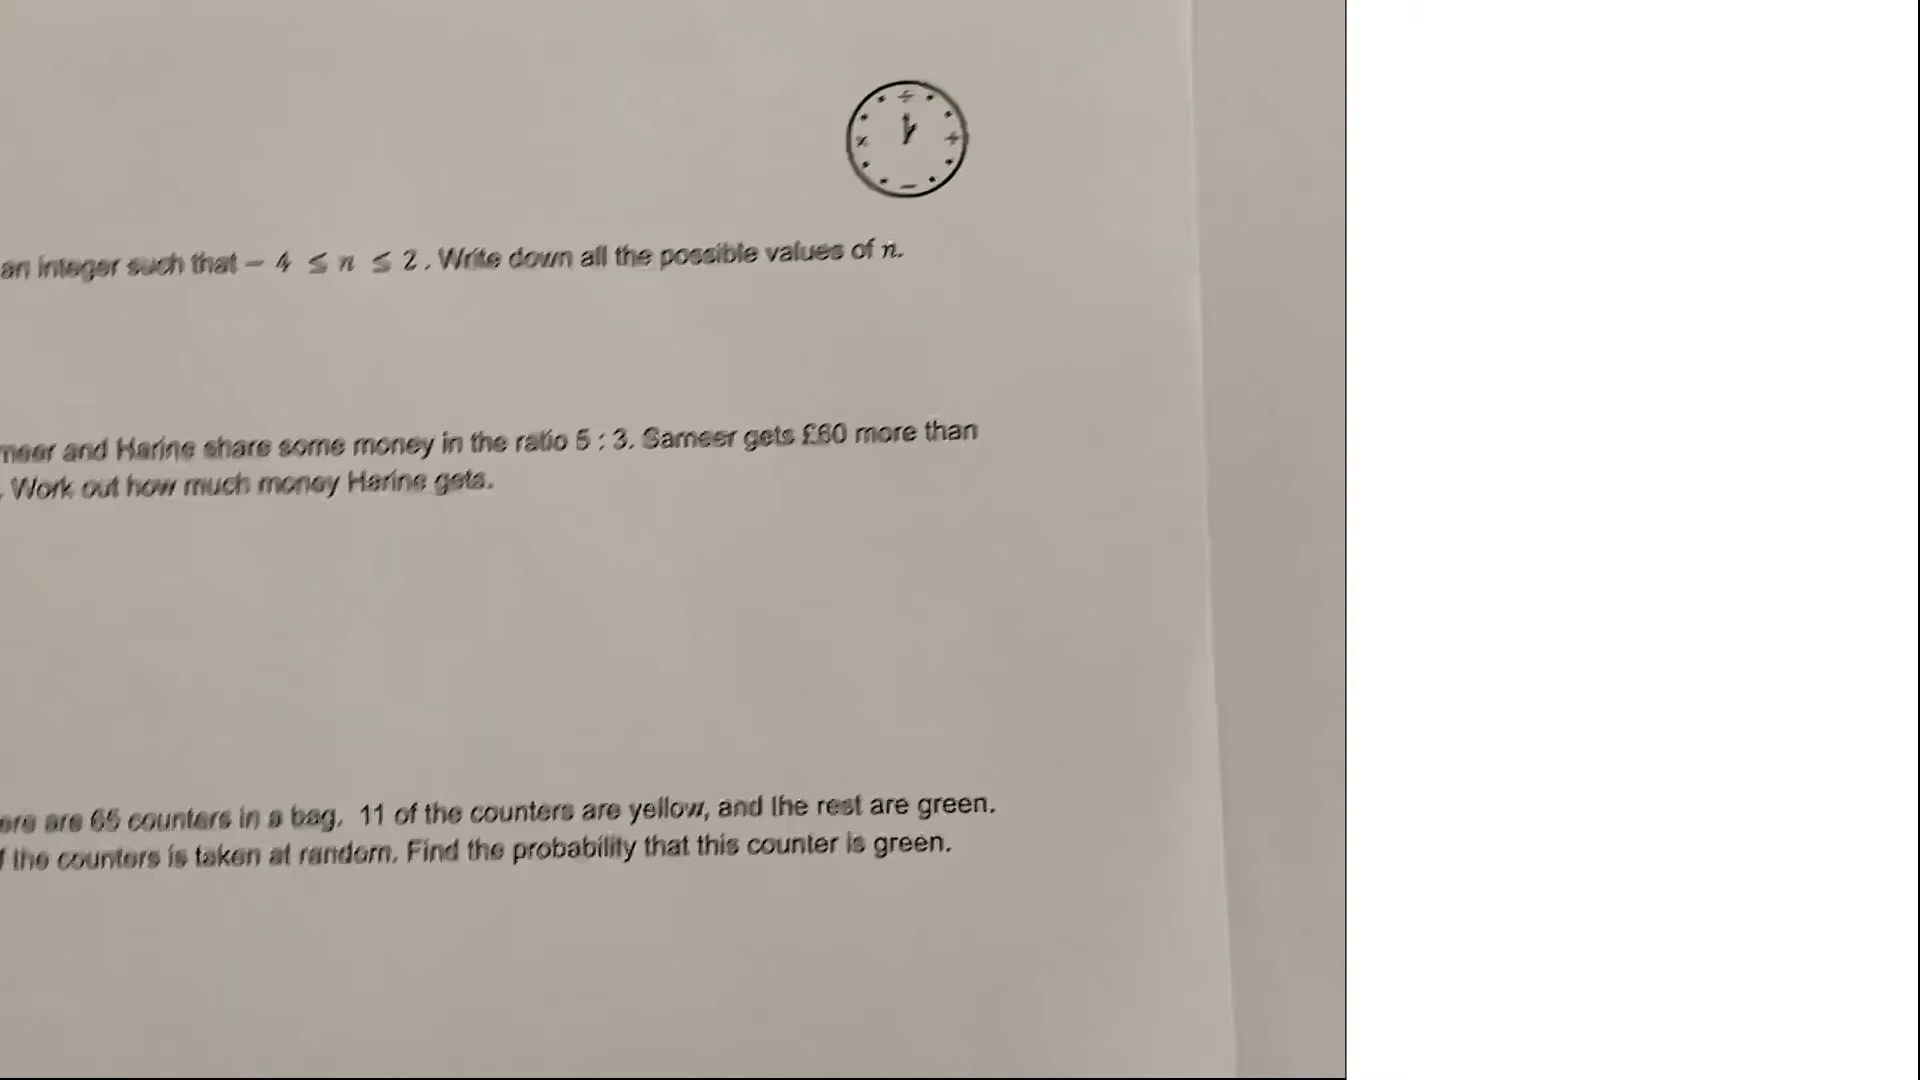 an integer such that − 4 ≤ n ≤ 2. Write down all the possible values of n.
meer and Harine share some money in the ratio 5 : 3. Sameer gets £60 more than
. Work out how much money Harine gets.
ere are 65 counters in a bag. 11 of the counters are yellow, and the rest are green.
f the counters is taken at random. Find the probability that this counter is green.